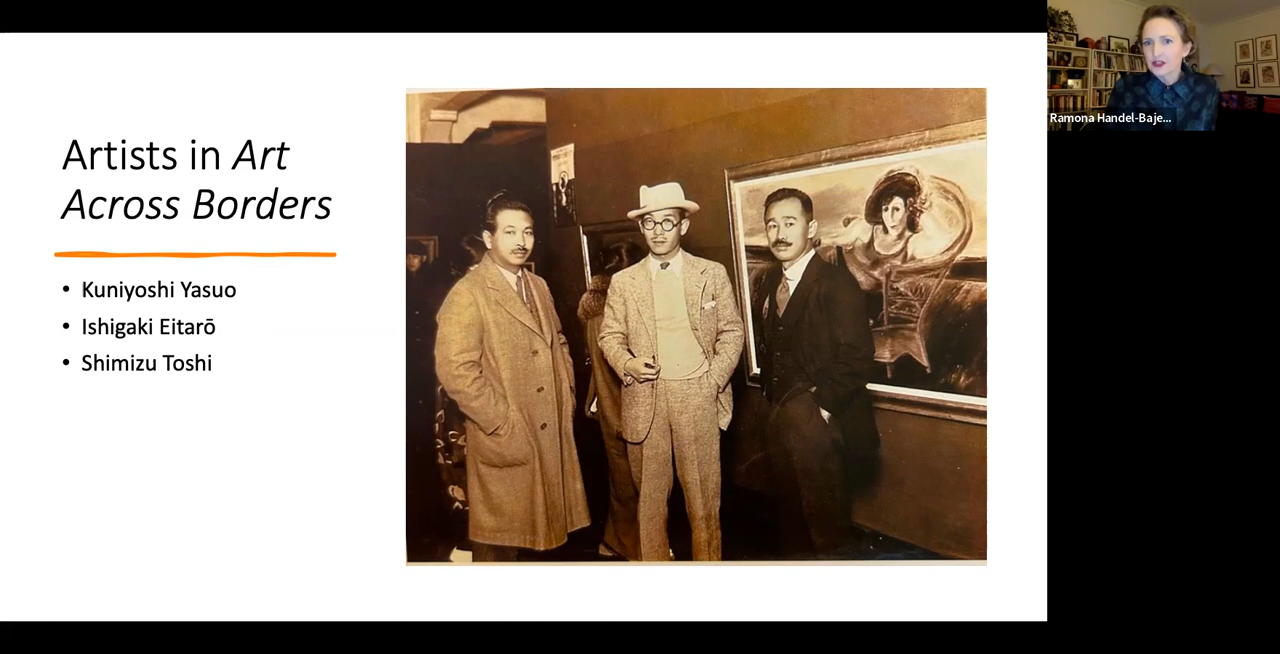 Artists in Art
Across Borders
• Kuniyoshi Yasuo
• Ishigaki Eitarō
• Shimizu Toshi
Ramona Handel-Baje...